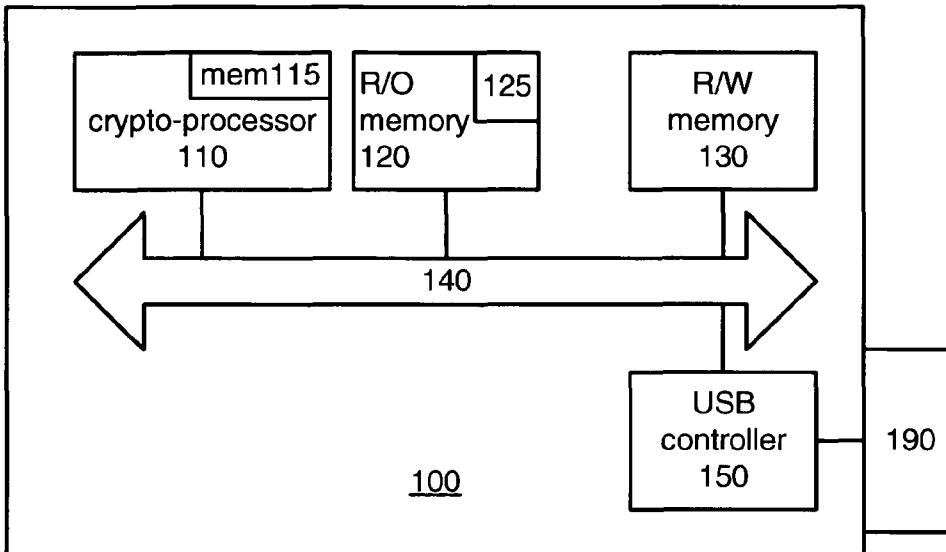 mem115
crypto-processor
110
R/O
memory
120
125
R/W
memory
130
140
USB
controller
150
190
100